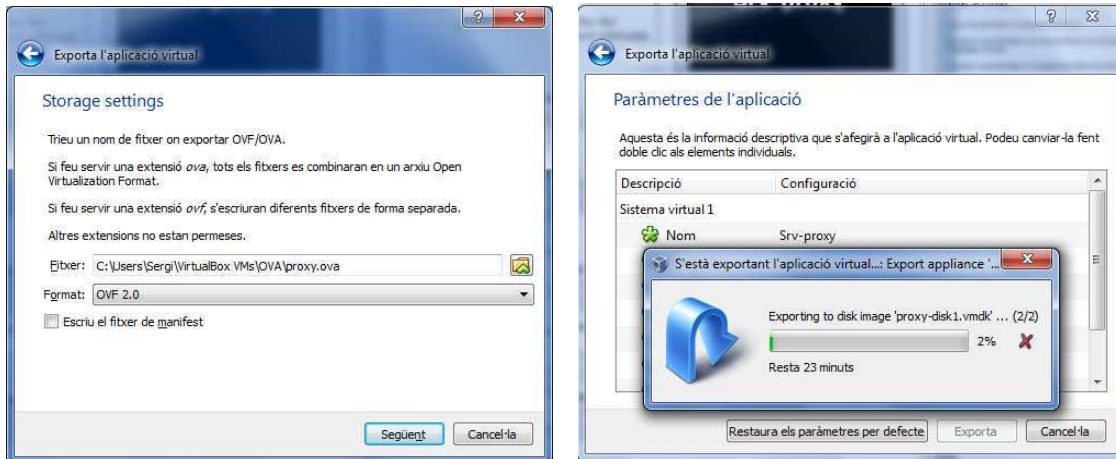 Exporta l'aplicació virtual
Storage settings
Trieu un nom de fitxer on exportar OVF/OVA.
Si feu servir una extensió ova, tots els fitxers es combinaran en un arxiu Open
Virtualization Format.
Si feu servir una extensió ovf, s'escriuran diferents fitxers de forma separada.
Altres extensions no estan permeses.
Fitxer: C:\Users\Sergi\VirtualBox VMs\OVA\proxy.ova
Format: OVF 2.0
Escriu el fitxer de manifest
Següent Cancel·la
Exporta l'aplicació virtual
Paràmetres de l'aplicació
Aquesta és la informació descriptiva que s'afegirà a l'aplicació virtual. Podeu canviar-la fent
doble clic als elements individuals.
Descripció Configuració
Sistema virtual 1
Nom Srv-proxy
S'està exportant l'aplicació virtual...: Export appliance '...
Exporting to disk image 'proxy-disk1.vmdk' ... (2/2)
2%
Resta 23 minuts
Restaura els paràmetres per defecte Exporta Cancel·la